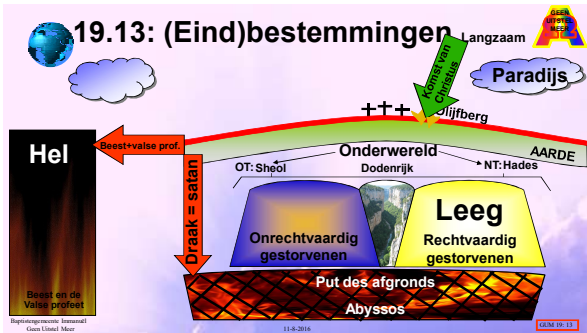 19.13: (Eind)bestemmingen
Langzaam
GEEN
UITSTEL
MEER
Komst van
Christus
Paradijs
Olijfberg
Hel
Beest+valse prof.
Onderwereld
AARDE
OT: Sheol
Dodenrijk
NT: Hades
Draak = satan
Onrechtvaardig
gestorvenen
Leeg
Rechtvaardig
gestorvenen
Put des afgronds
Abyssos
Beest en de
Valse profeet
Baptistengemeente Immanuël
Geen Uitstel Meer
11-8-2016
GUM 19: 13